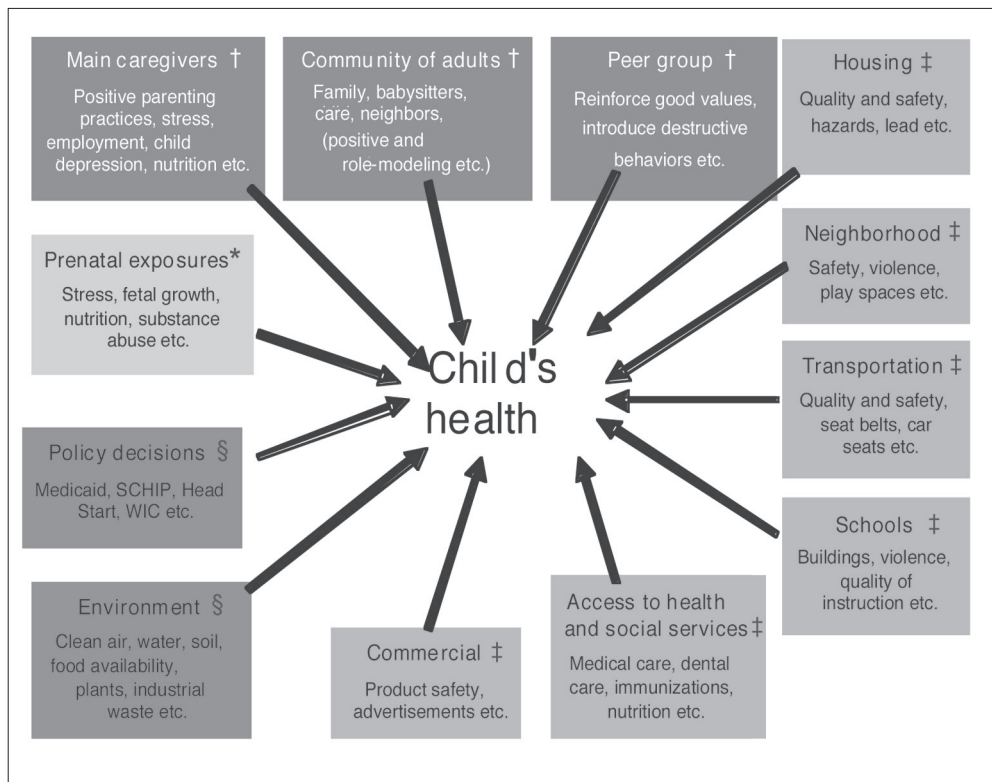 Main caregivers †
Positive parenting
practices, stress,
employment, child
depression, nutrition etc.
Community of adults †
Family, babysitters,
care, neighbors,
(positive and
role-modeling etc.)
Peer group †
Reinforce good values,
introduce destructive
behaviors etc.
Housing ‡
Quality and safety,
hazards, lead etc.
Prenatal exposures*
Stress, fetal growth,
nutrition, substance
abuse etc.
Neighborhood ‡
Safety, violence,
play spaces etc.
Child's
health
Transportation ‡
Quality and safety,
seat belts, car
seats etc.
Policy decisions §
Medicaid, SCHIP, Head
Start, WIC etc.
Schools ‡
Buildings, violence,
quality of
instruction etc.
Environment §
Clean air, water, soil,
food availability,
plants, industrial
waste etc.
Commercial ‡
Product safety,
advertisements etc.
Access to health
and social services ‡
Medical care, dental
care, immunizations,
nutrition etc.